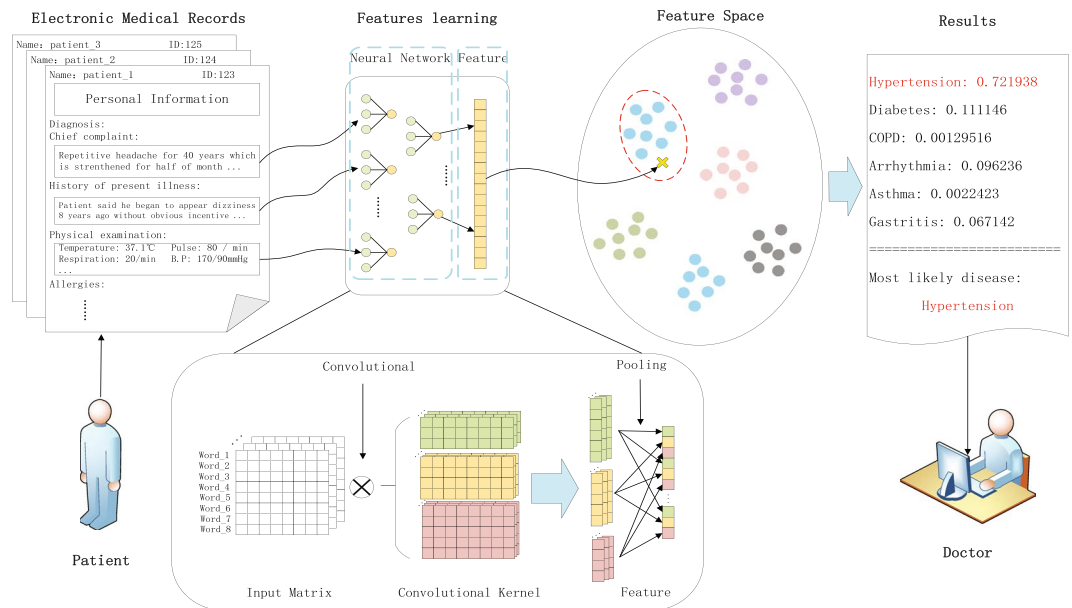 Electronic Medical Records
Features learning
Feature Space
Results
Name: patient_3 ID:125
Name: patient_2 ID:124
Name: patient_1 ID:123
Personal Information
Diagnosis:
Chief complaint:
Repetitive headache for 40 years which
is strenthened for half of month ...
History of present illness:
Patient said he began to appear dizziness
8 years ago without obvious incentive ...
Physical examination:
Temperature: 37.1℃ Pulse: 80 / min
Respiration: 20/min B.P: 170/90mmHg
...
Allergies:
Neural Network
Feature
Hypertension: 0.721938
Diabetes: 0.111146
COPD: 0.00129516
Arrhythmia: 0.096236
Asthma: 0.0022423
Gastritis: 0.067142
=========================
Most likely disease:
Hypertension
Patient
Convolutional
Pooling
Word_1
Word_2
Word_3
Word_4
Word_5
Word_6
Word_7
Word_8
Input Matrix
Convolutional Kernel
Feature
Doctor